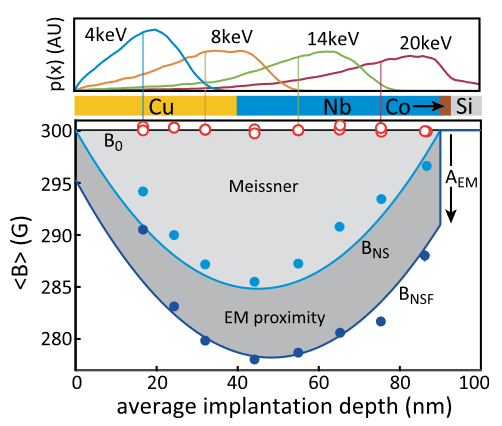 p(x) (AU)
4keV 8keV 14keV 20keV
Cu Nb Co Si
<B> (G)
300
295
290
285
280
B0
Meissner
AEM
BNS
BNSF
EM proximity
0 20 40 60 80 100
average implantation depth (nm)